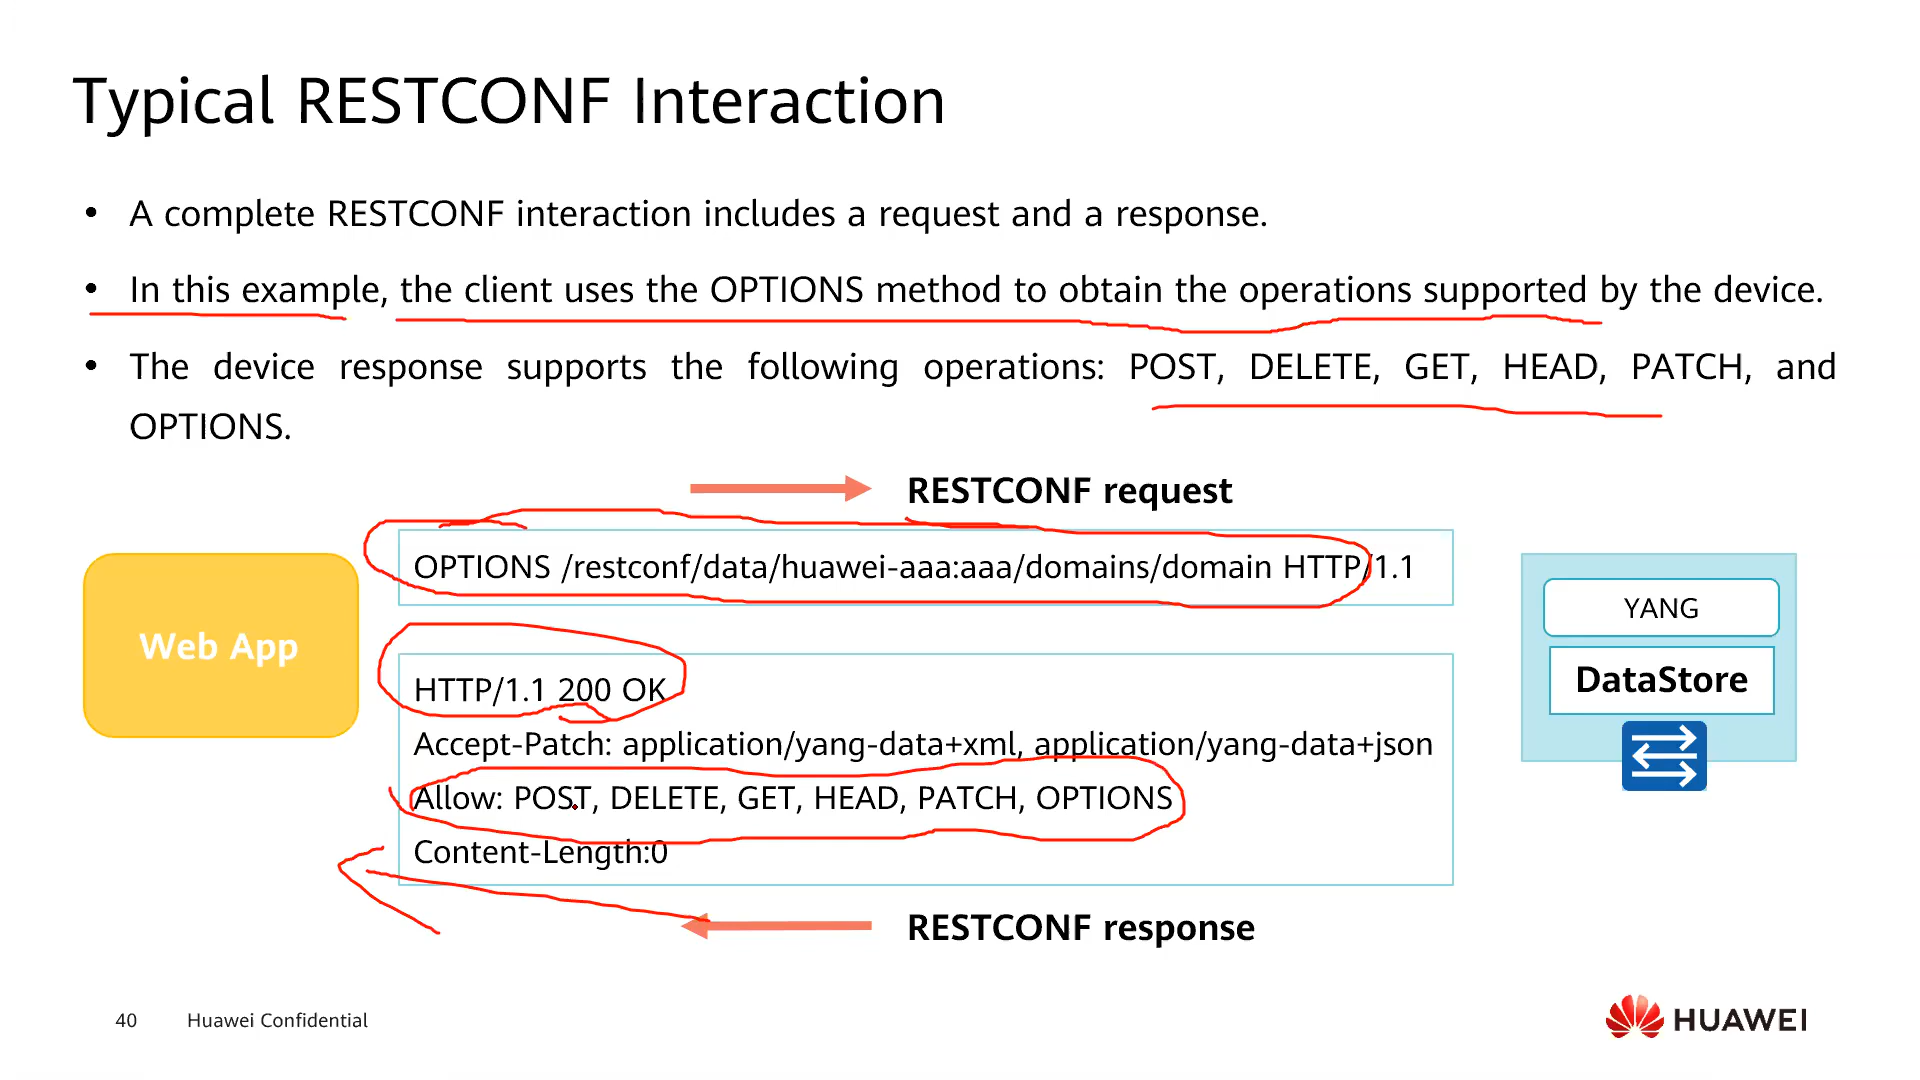 Typical RESTCONF Interaction
• A complete RESTCONF interaction includes a request and a response.
• In this example, the client uses the OPTIONS method to obtain the operations supported by the device.
• The device response supports the following operations: POST, DELETE, GET, HEAD, PATCH, and
OPTIONS.
RESTCONF request
OPTIONS /restconf/data/huawei-aaa:aaa/domains/domain HTTP/1.1
Web App
HTTP/1.1 200 OK
Accept-Patch: application/yang-data+xml, application/yang-data+json
Allow: POST, DELETE, GET, HEAD, PATCH, OPTIONS
Content-Length:0
YANG
DataStore
RESTCONF response
40 Huawei Confidential
HUAWEI